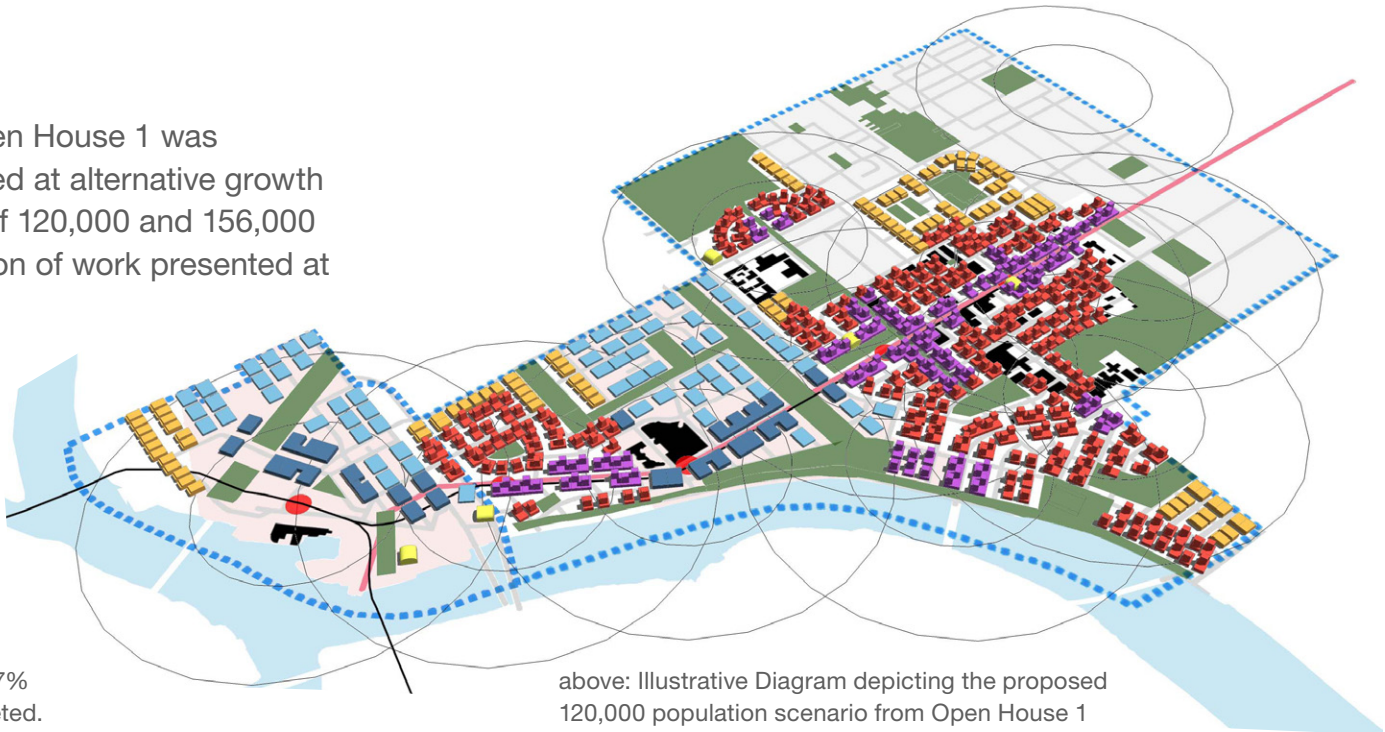 en House 1 was
ed at alternative growth
f 120,000 and 156,000
on of work presented at
7%
eted.
above: Illustrative Diagram depicting the proposed
120,000 population scenario from Open House 1